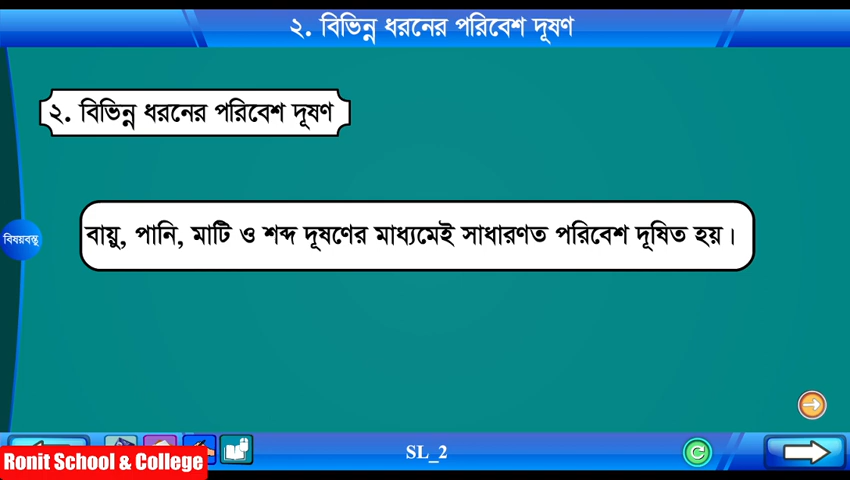 ২. বিভিন্ন ধরনের পরিবেশ দূষণ
২. বিভিন্ন ধরনের পরিবেশ দূষণ
বায়ু, পানি, মাটি ও শব্দ দূষণের মাধ্যমেই সাধারণত পরিবেশ দূষিত হয়।
বিষয়বস্তু
SL_2
Ronit School & College